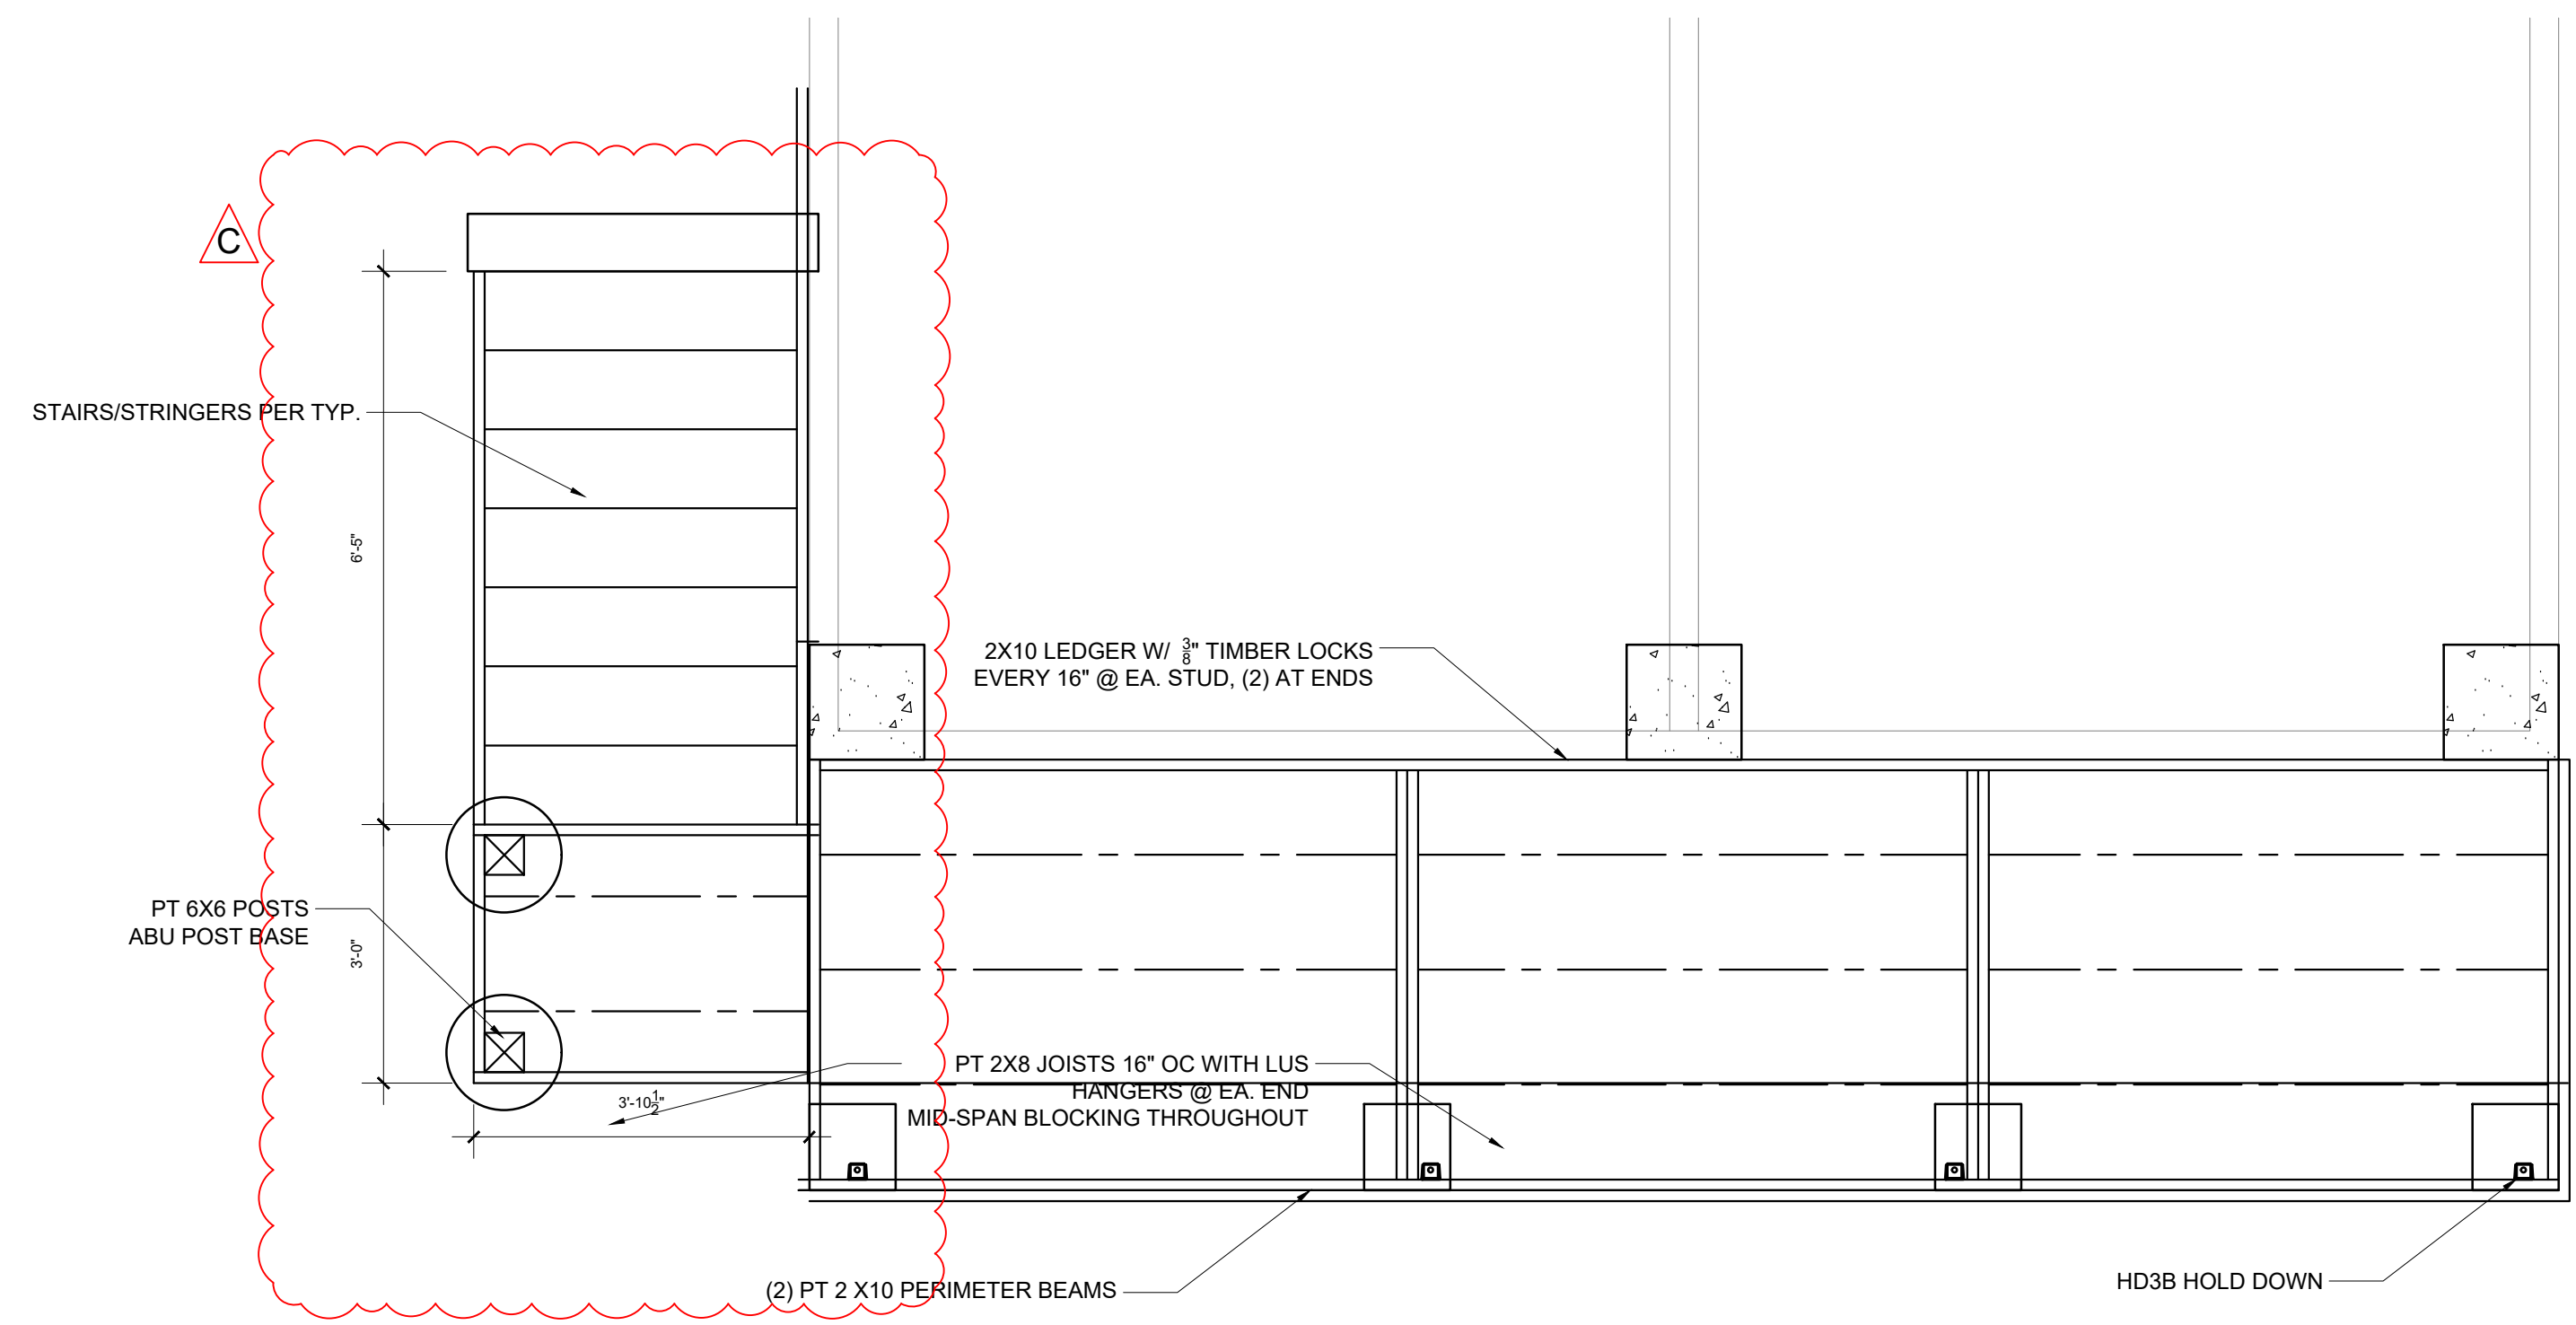 C
STAIRS/STRINGERS PER TYP.
6'-5"
2X10 LEDGER W/ 3/8" TIMBER LOCKS
EVERY 16" @ EA. STUD, (2) AT ENDS
PT 6X6 POSTS
ABU POST BASE
3'-0"
PT 2X8 JOISTS 16" OC WITH LUS
HANGERS @ EA. END
MID-SPAN BLOCKING THROUGHOUT
3'-10 1/2"
(2) PT 2 X10 PERIMETER BEAMS
HD3B HOLD DOWN